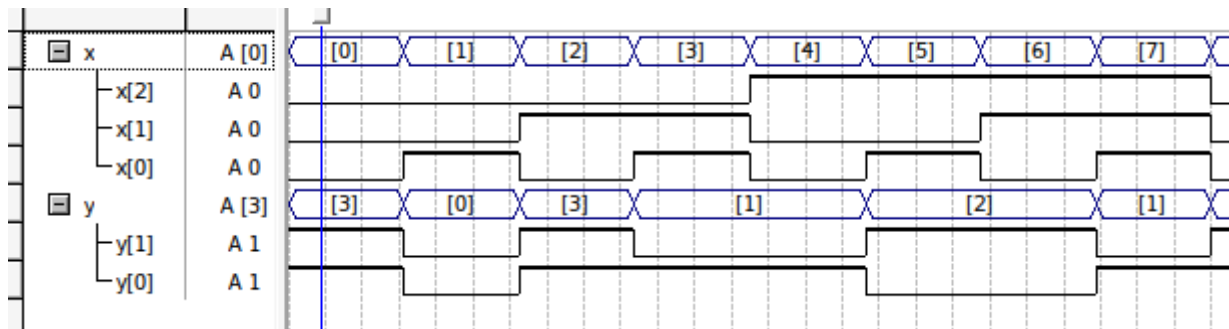 x A [0] [0] [1] [2] [3] [4] [5] [6] [7]
x[2] A 0
x[1] A 0
x[0] A 0
y A [3] [3] [0] [3] [1] [2] [1]
y[1] A 1
y[0] A 1